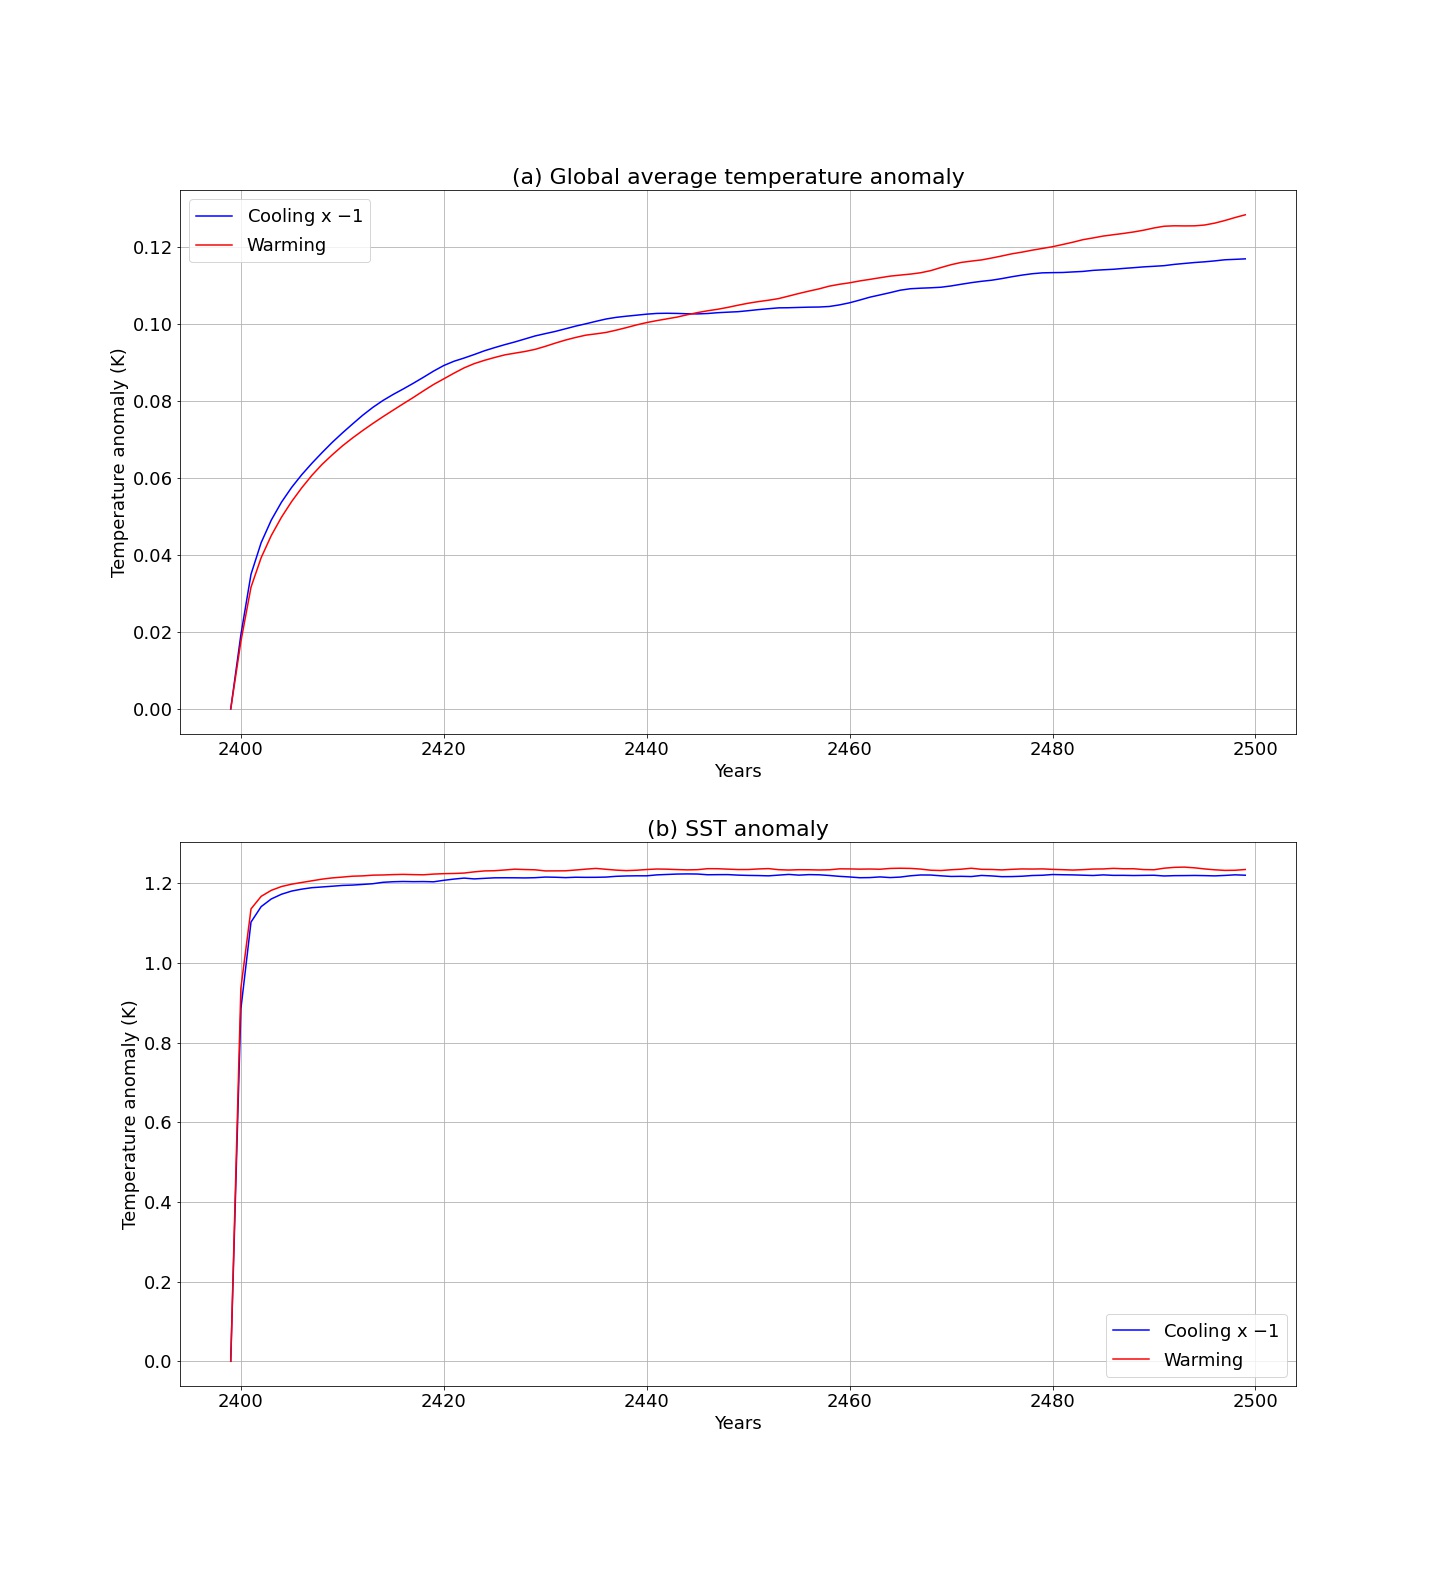 (a) Global average temperature anomaly
Cooling x −1
Warming
0.12
0.10
0.08
0.06
0.04
0.02
0.00
Temperature anomaly (K)
2400 2420 2440 2460 2480 2500
Years
(b) SST anomaly
1.2
1.0
0.8
0.6
0.4
0.2
0.0
Temperature anomaly (K)
Cooling x −1
Warming
2400 2420 2440 2460 2480 2500
Years